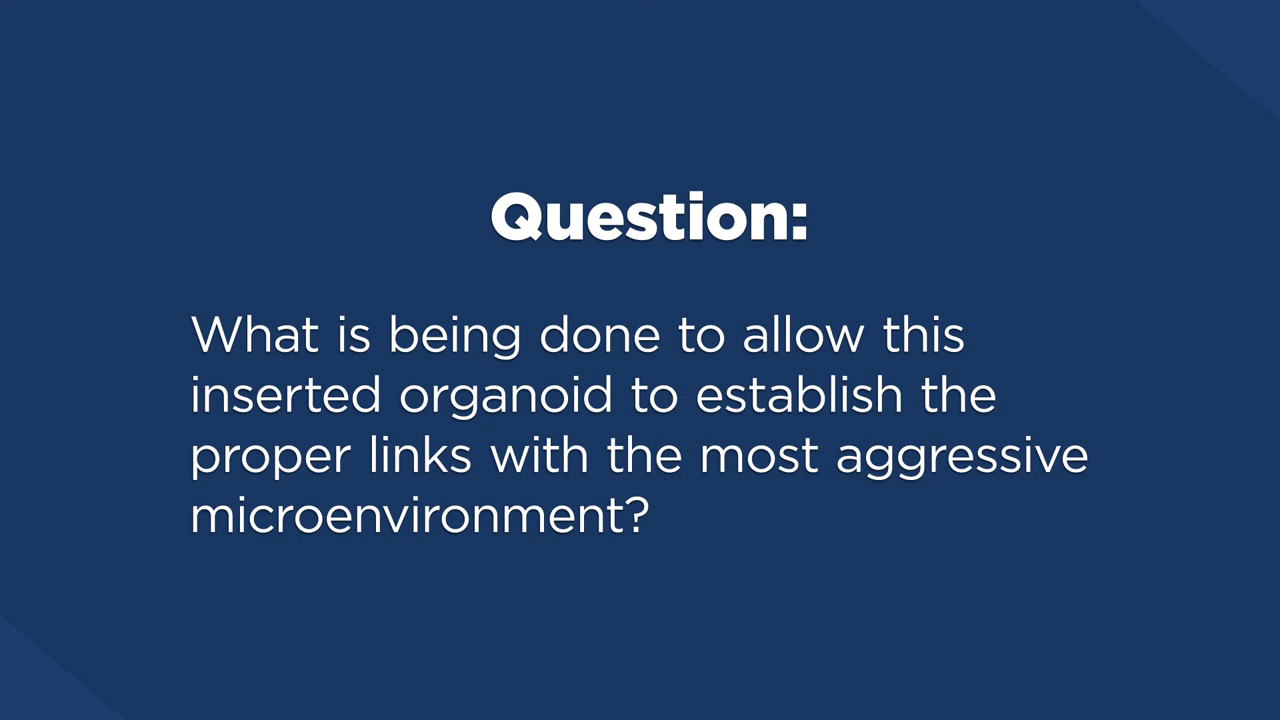 Question:
What is being done to allow this
inserted organoid to establish the
proper links with the most aggressive
microenvironment?